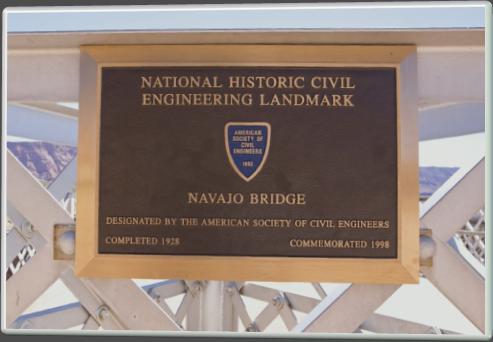 NATIONAL HISTORIC CIVIL
ENGINEERING LANDMARK
AMERICAN
SOCIETY OF
CIVIL
ENGINEERS
1852
NAVAJO BRIDGE
DESIGNATED BY THE AMERICAN SOCIETY OF CIVIL ENGINEERS
COMPLETED 1928 COMMEMORATED 1998